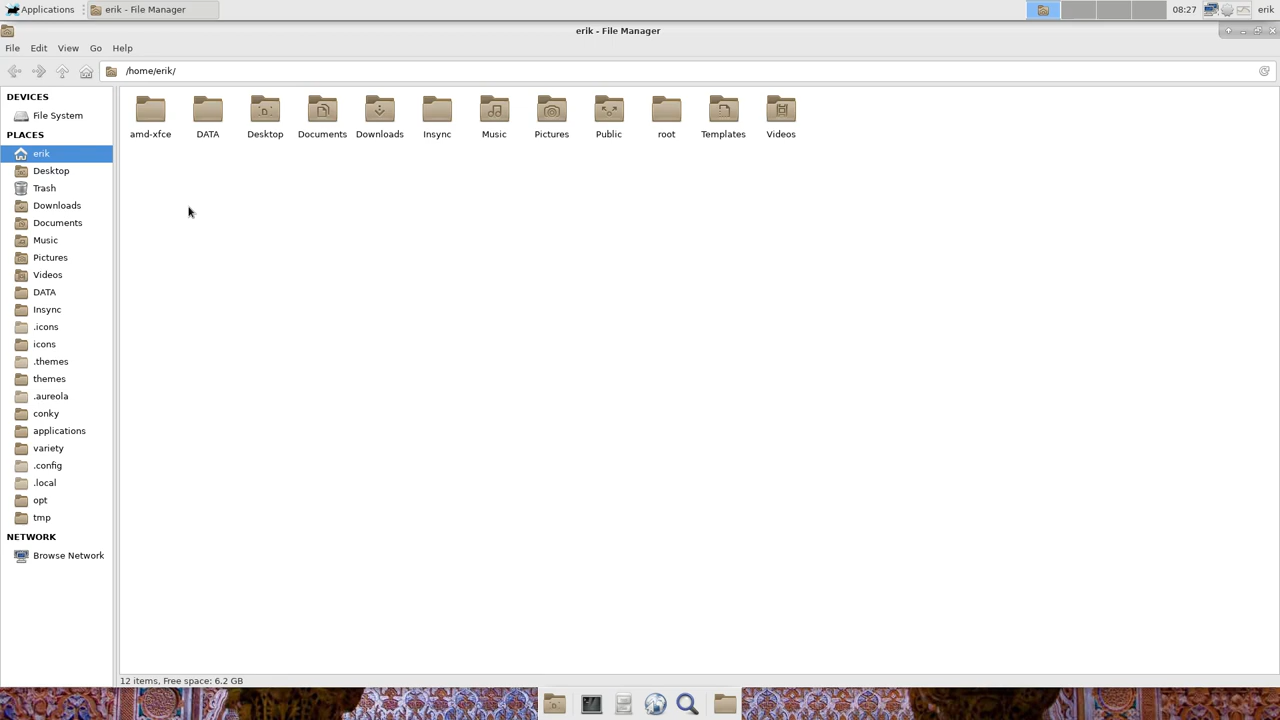 Applications erik - File Manager 08:27 erik
erik - File Manager
File Edit View Go Help
/home/erik/
DEVICES
File System
PLACES
erik
Desktop
Trash
Downloads
Documents
Music
Pictures
Videos
DATA
Insync
.icons
icons
.themes
themes
.aureola
conky
applications
variety
.config
.local
opt
tmp
NETWORK
Browse Network
amd-xfce DATA Desktop Documents Downloads Insync Music Pictures Public root Templates Videos
12 items, Free space: 6.2 GB